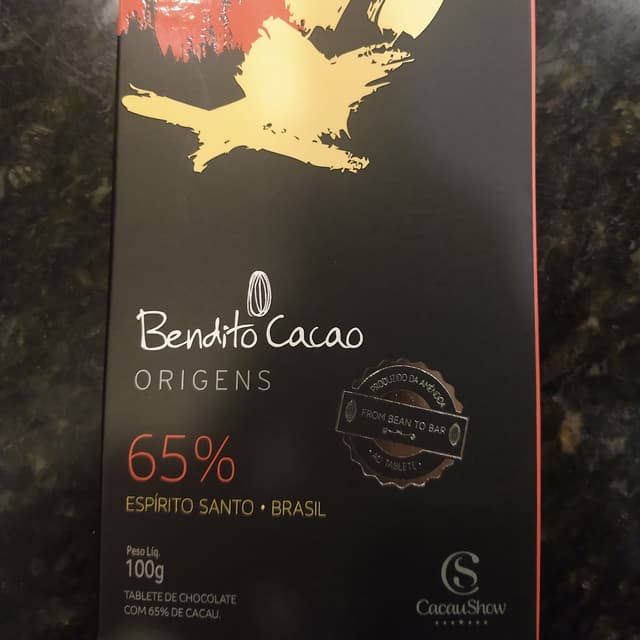 Bendito Cacao
ORIGENS
PRODUZIDO DA AMÊNDOA
FROM BEAN TO BAR
• AO TABLETE •
65%
ESPÍRITO SANTO • BRASIL
Peso Líq.
100g
TABLETE DE CHOCOLATE
COM 65% DE CACAU.
CS
CacauShow